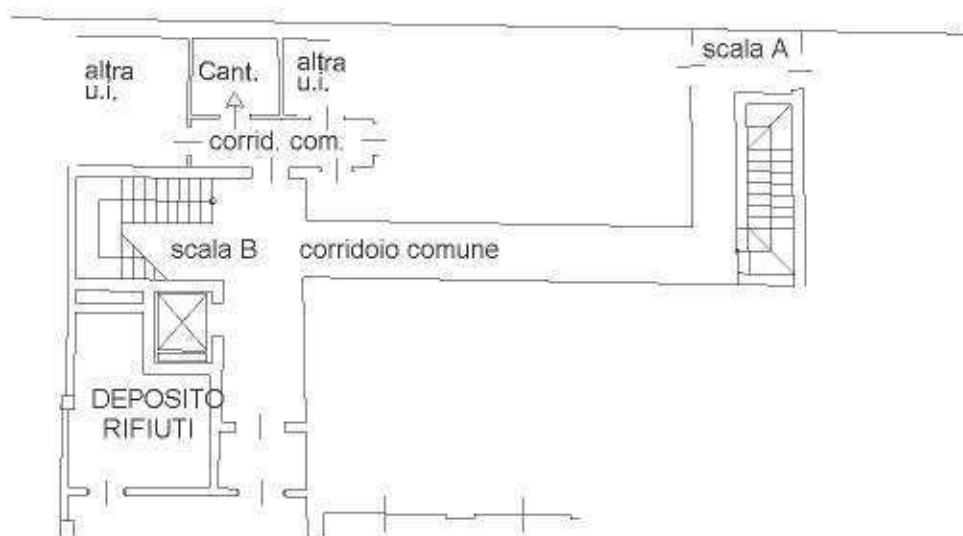 scala A
altra
u.i.
Cant.
altra
u.i.
corrid. com.
scala B
corridoio comune
DEPOSITO
RIFIUTI